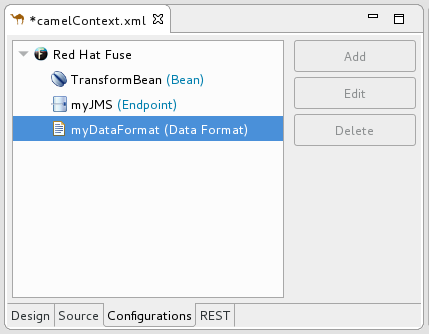 *camelContext.xml
Red Hat Fuse
Add
TransformBean (Bean)
Edit
myJMS (Endpoint)
myDataFormat (Data Format)
Delete
Design Source Configurations REST